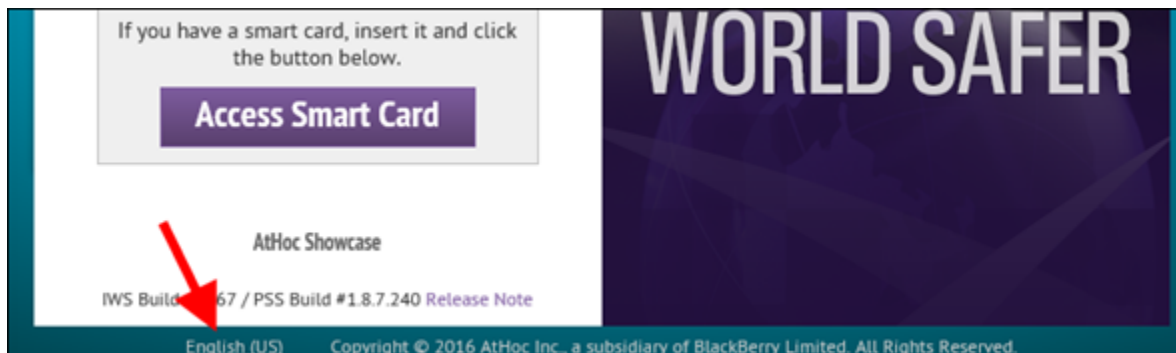 If you have a smart card, insert it and click
the button below.
Access Smart Card
WORLD SAFER
AtHoc Showcase
IWS Build 67 / PSS Build #1.8.7.240 Release Note
English (US)
Copyright © 2016 AtHoc Inc., a subsidiary of BlackBerry Limited. All Rights Reserved.